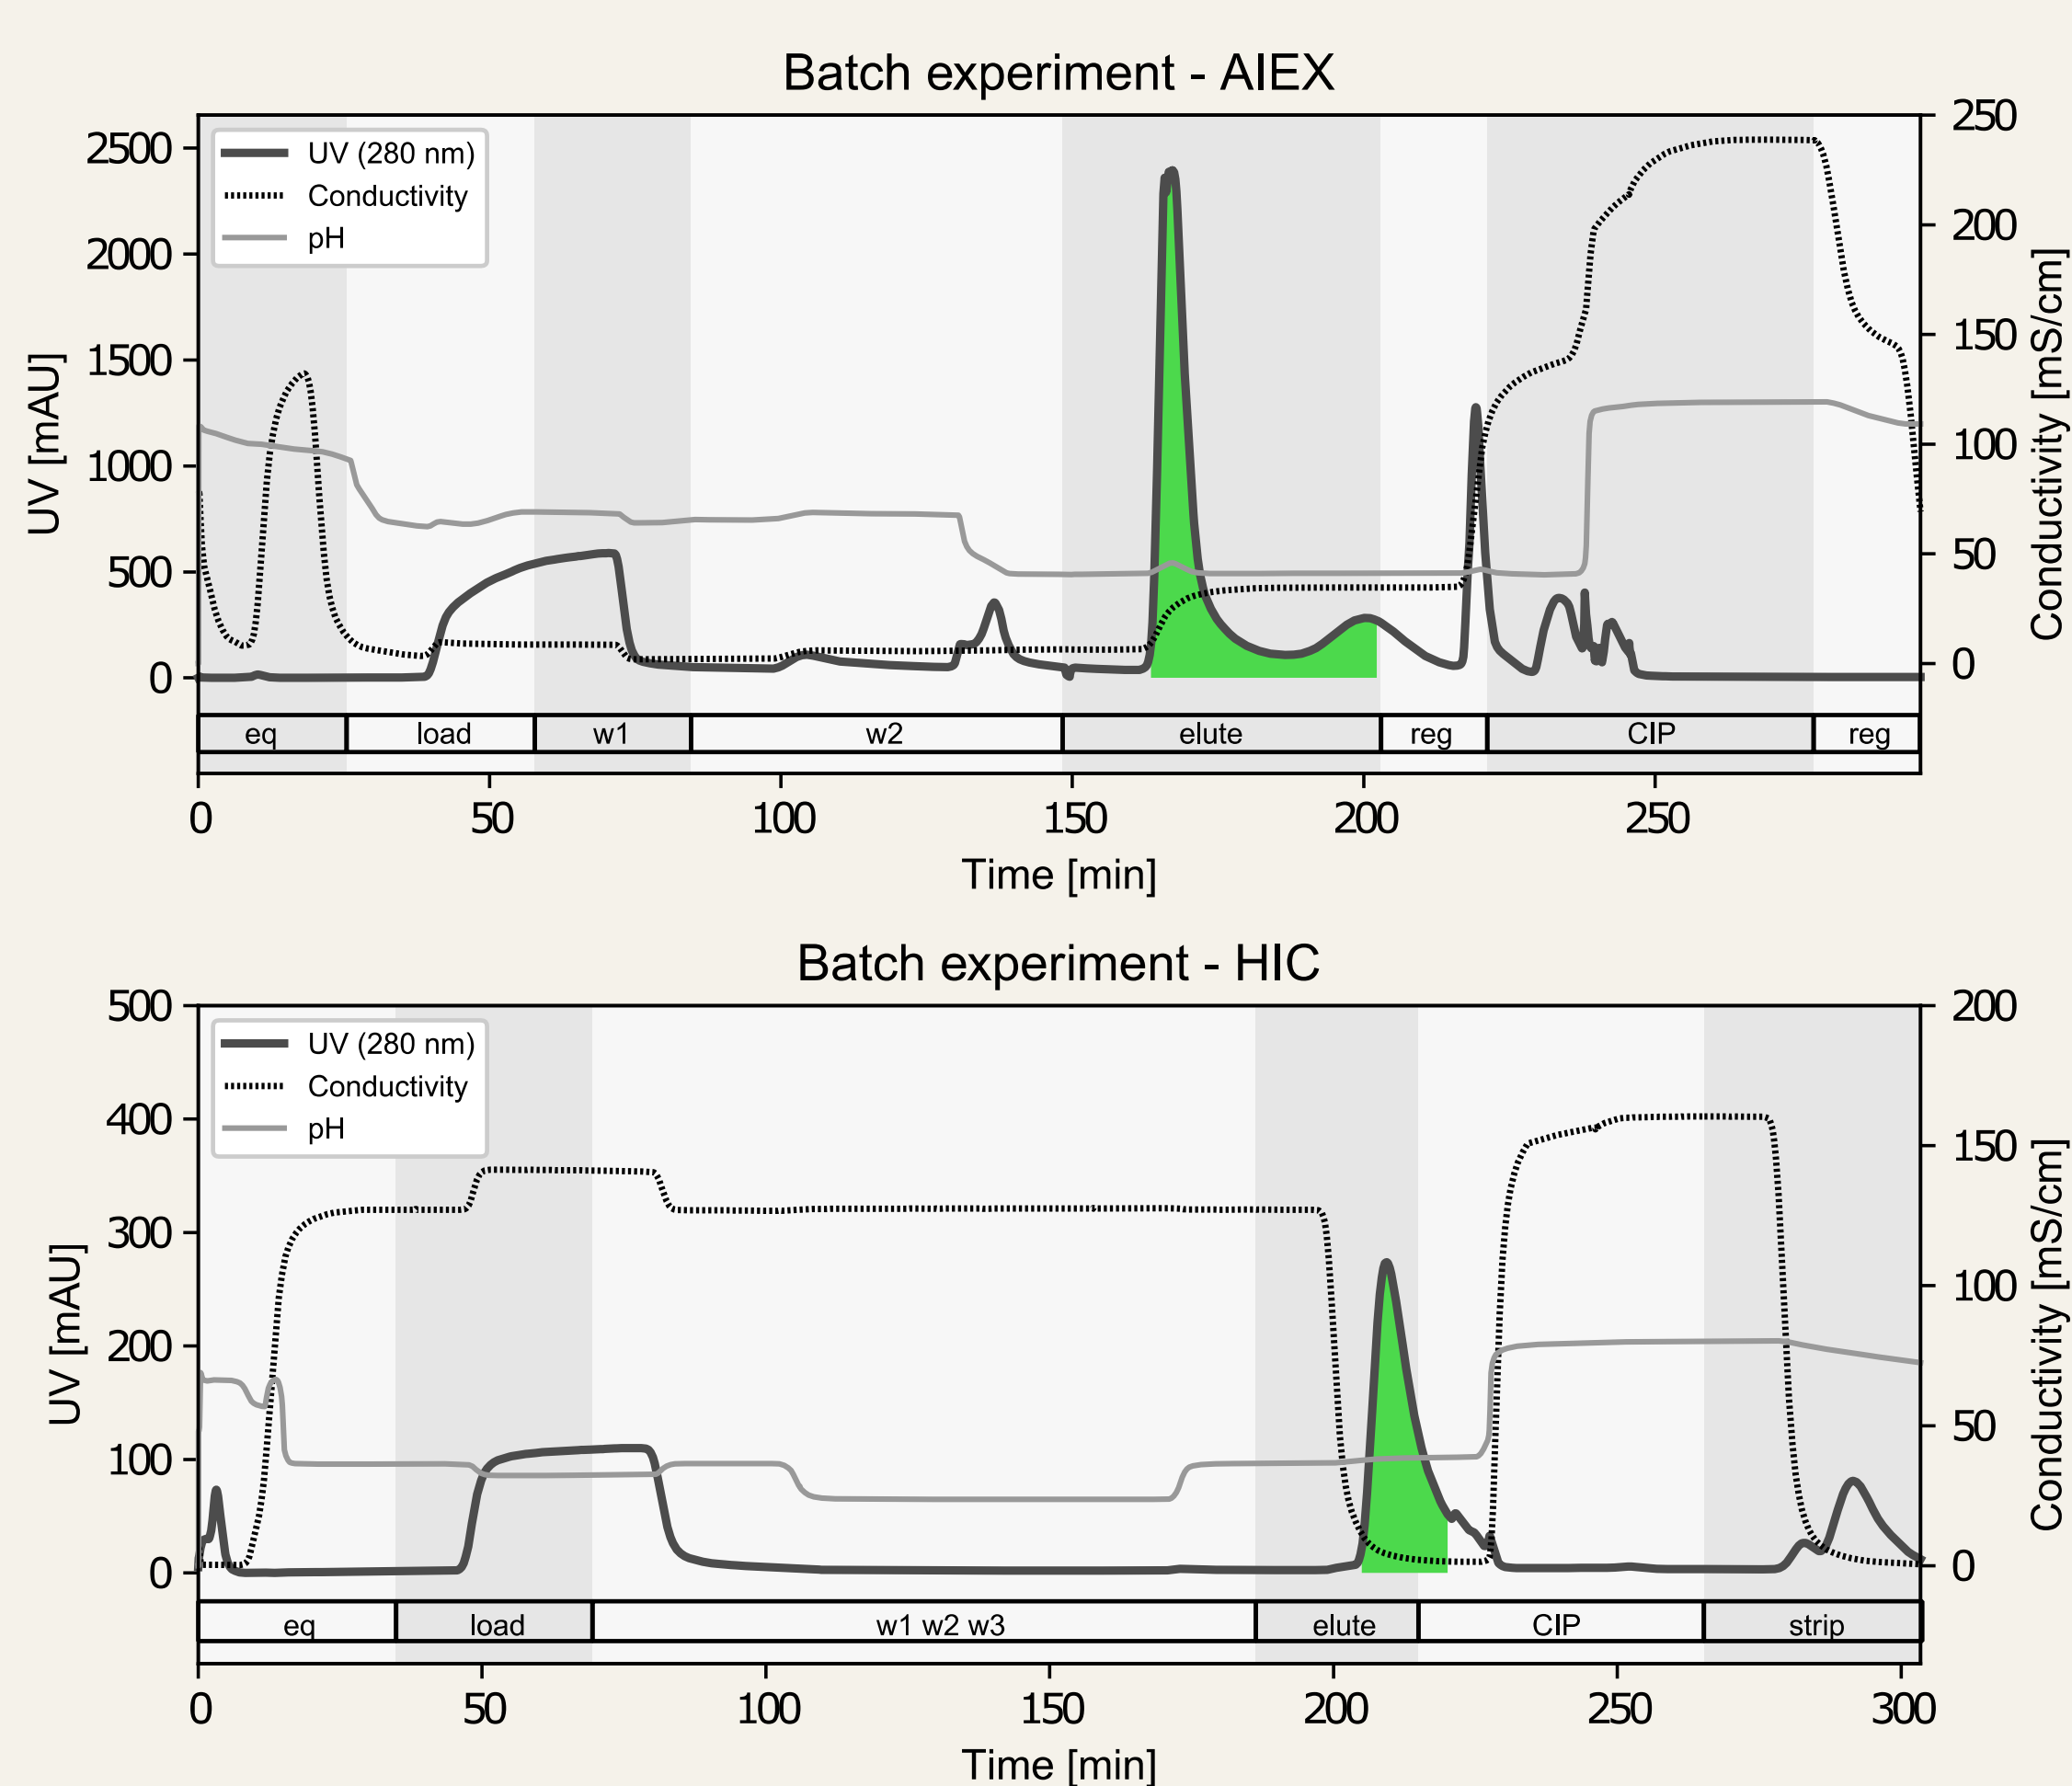 Batch experiment - AIEX
UV (280 nm)
Conductivity
pH
UV [mAU]
2500
2000
1500
1000
500
0
Conductivity [mS/cm]
250
200
150
100
50
0
eq load w1 w2 elute reg CIP reg
0 50 100 150 200 250
Time [min]
Batch experiment - HIC
UV (280 nm)
Conductivity
pH
UV [mAU]
500
400
300
200
100
0
Conductivity [mS/cm]
200
150
100
50
0
eq load w1 w2 w3 elute CIP strip
0 50 100 150 200 250 300
Time [min]